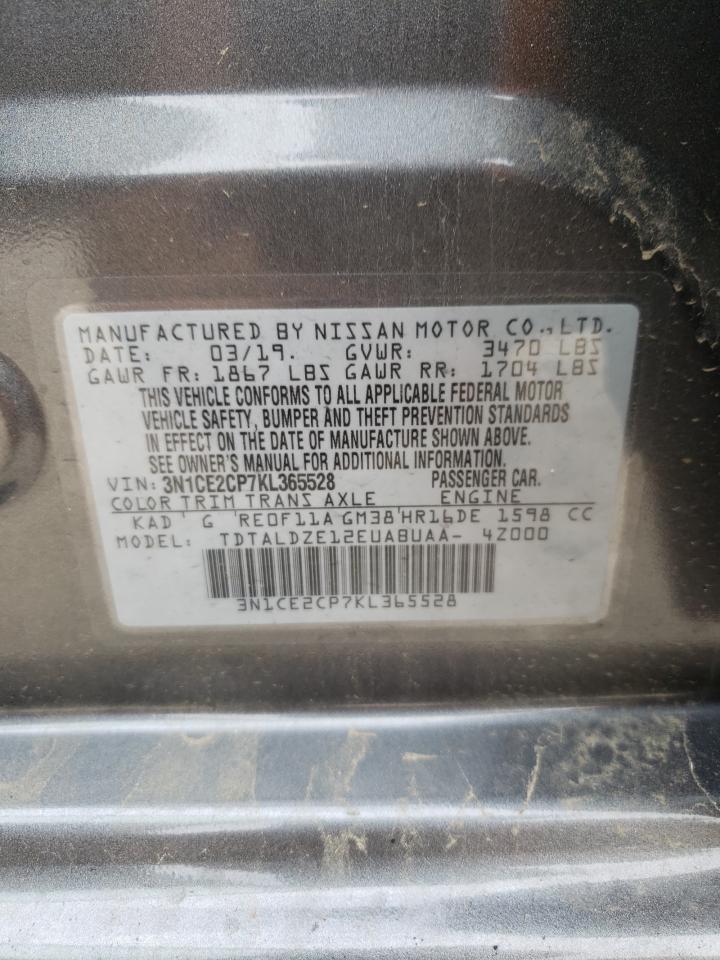 MANUFACTURED BY NISSAN MOTOR CO.,LTD.
DATE: 03/19. GVWR: 3470 LBS
GAWR FR: 1867 LBS GAWR RR: 1704 LBS
THIS VEHICLE CONFORMS TO ALL APPLICABLE FEDERAL MOTOR
VEHICLE SAFETY, BUMPER AND THEFT PREVENTION STANDARDS
IN EFFECT ON THE DATE OF MANUFACTURE SHOWN ABOVE.
SEE OWNER'S MANUAL FOR ADDITIONAL INFORMATION.
VIN: 3N1CE2CP7KL365528 PASSENGER CAR.
COLOR TRIM TRANS AXLE ENGINE
KAD G RE0F11A GM38 HR16DE 1598 CC
MODEL: TDTALDZE12EUABUAA- 4Z000
3N1CE2CP7KL365528